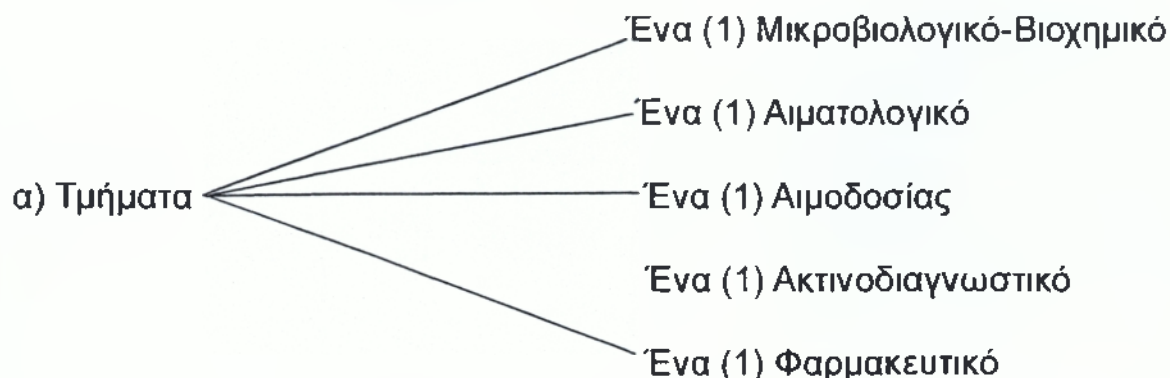 Ένα (1) Μικροβιολογικό-Βιοχημικό
Ένα (1) Αιματολογικό
α) Τμήματα
Ένα (1) Αιμοδοσίας
Ένα (1) Ακτινοδιαγνωστικό
Ένα (1) Φαρμακευτικό